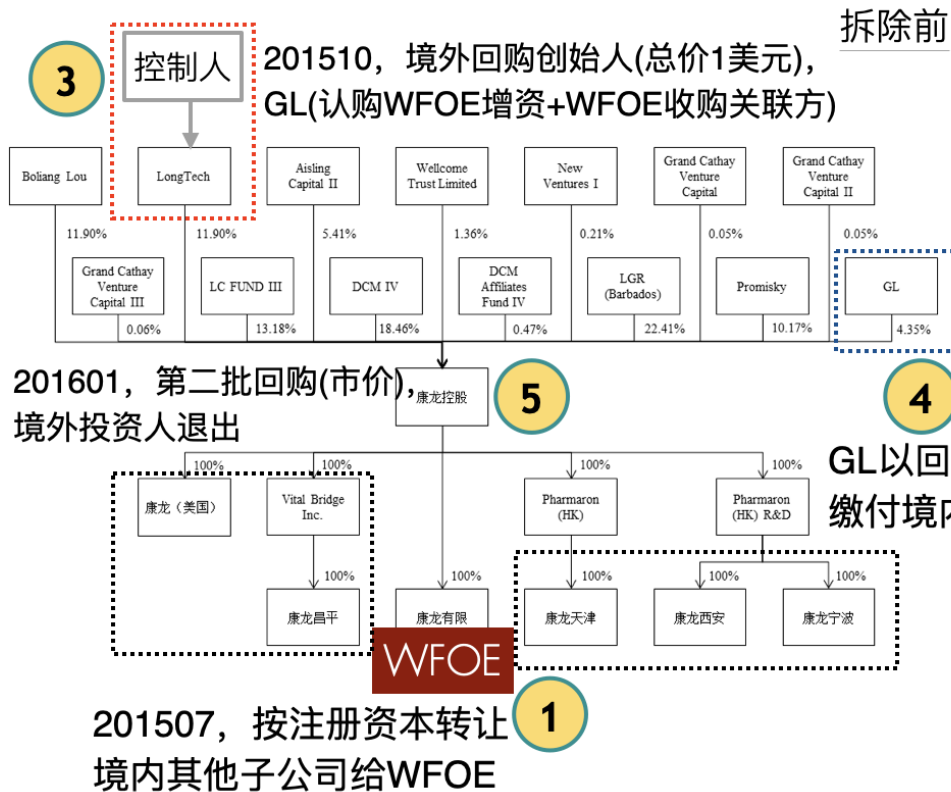 拆除前
3
控制人
201510，境外回购创始人(总价1美元)，
GL(认购WFOE增资+WFOE收购关联方)
Boliang Lou
LongTech
Aisling
Capital II
Wellcome
Trust Limited
New
Ventures I
Grand Cathay
Venture
Capital
Grand Cathay
Venture
Capital II
11.90%
11.90%
5.41%
1.36%
0.21%
0.05%
0.05%
Grand Cathay
Venture
Capital III
LC FUND III
DCM IV
DCM
Affiliates
Fund IV
LGR
(Barbados)
Promisky
GL
0.06%
13.18%
18.46%
0.47%
22.41%
10.17%
4.35%
201601，第二批回购(市价)，
境外投资人退出
康龙控股
5
4
GL以回
缴付境内
100%
100%
100%
100%
康龙（美国）
Vital Bridge
Inc.
Pharmaron
(HK)
Pharmaron
(HK) R&D
100%
100%
100%
100%
100%
康龙昌平
康龙有限
康龙天津
康龙西安
康龙宁波
WFOE
1
201507，按注册资本转让
境内其他子公司给WFOE